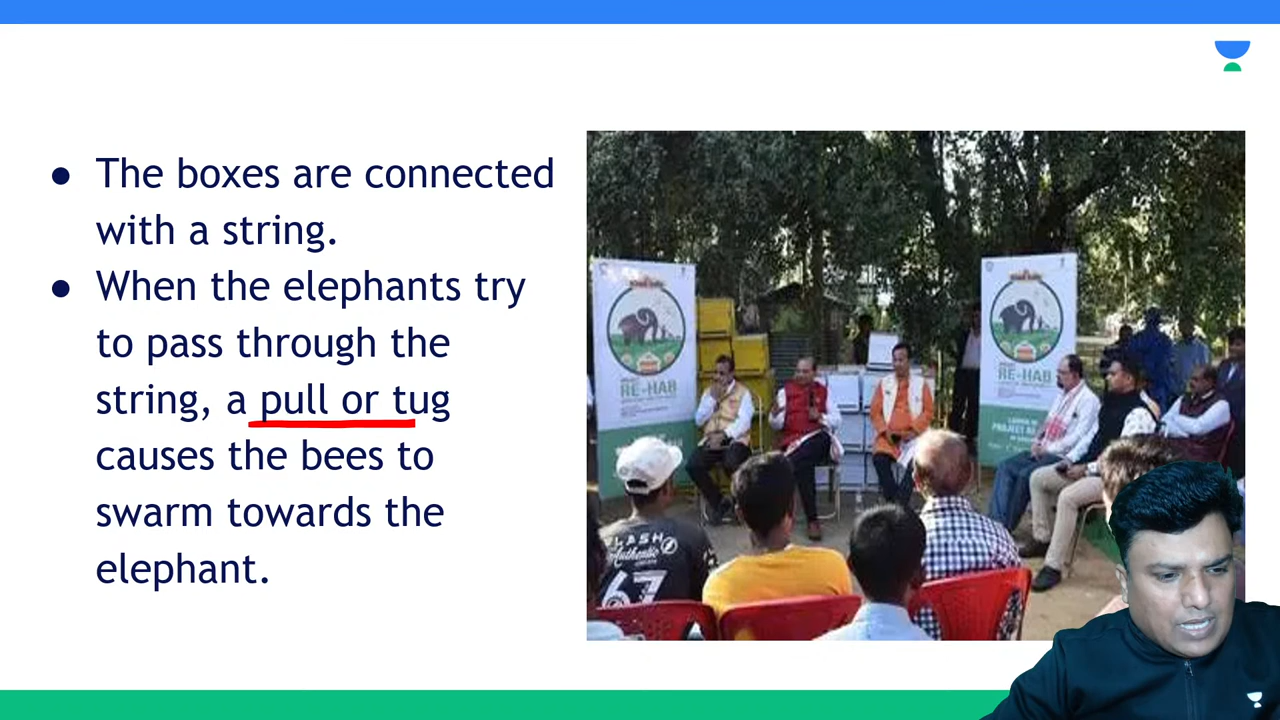 ● The boxes are connected
with a string.
● When the elephants try
to pass through the
string, a pull or tug
causes the bees to
swarm towards the
elephant.
RE-HAB
RE-HAB
FLASH
Authentic
67